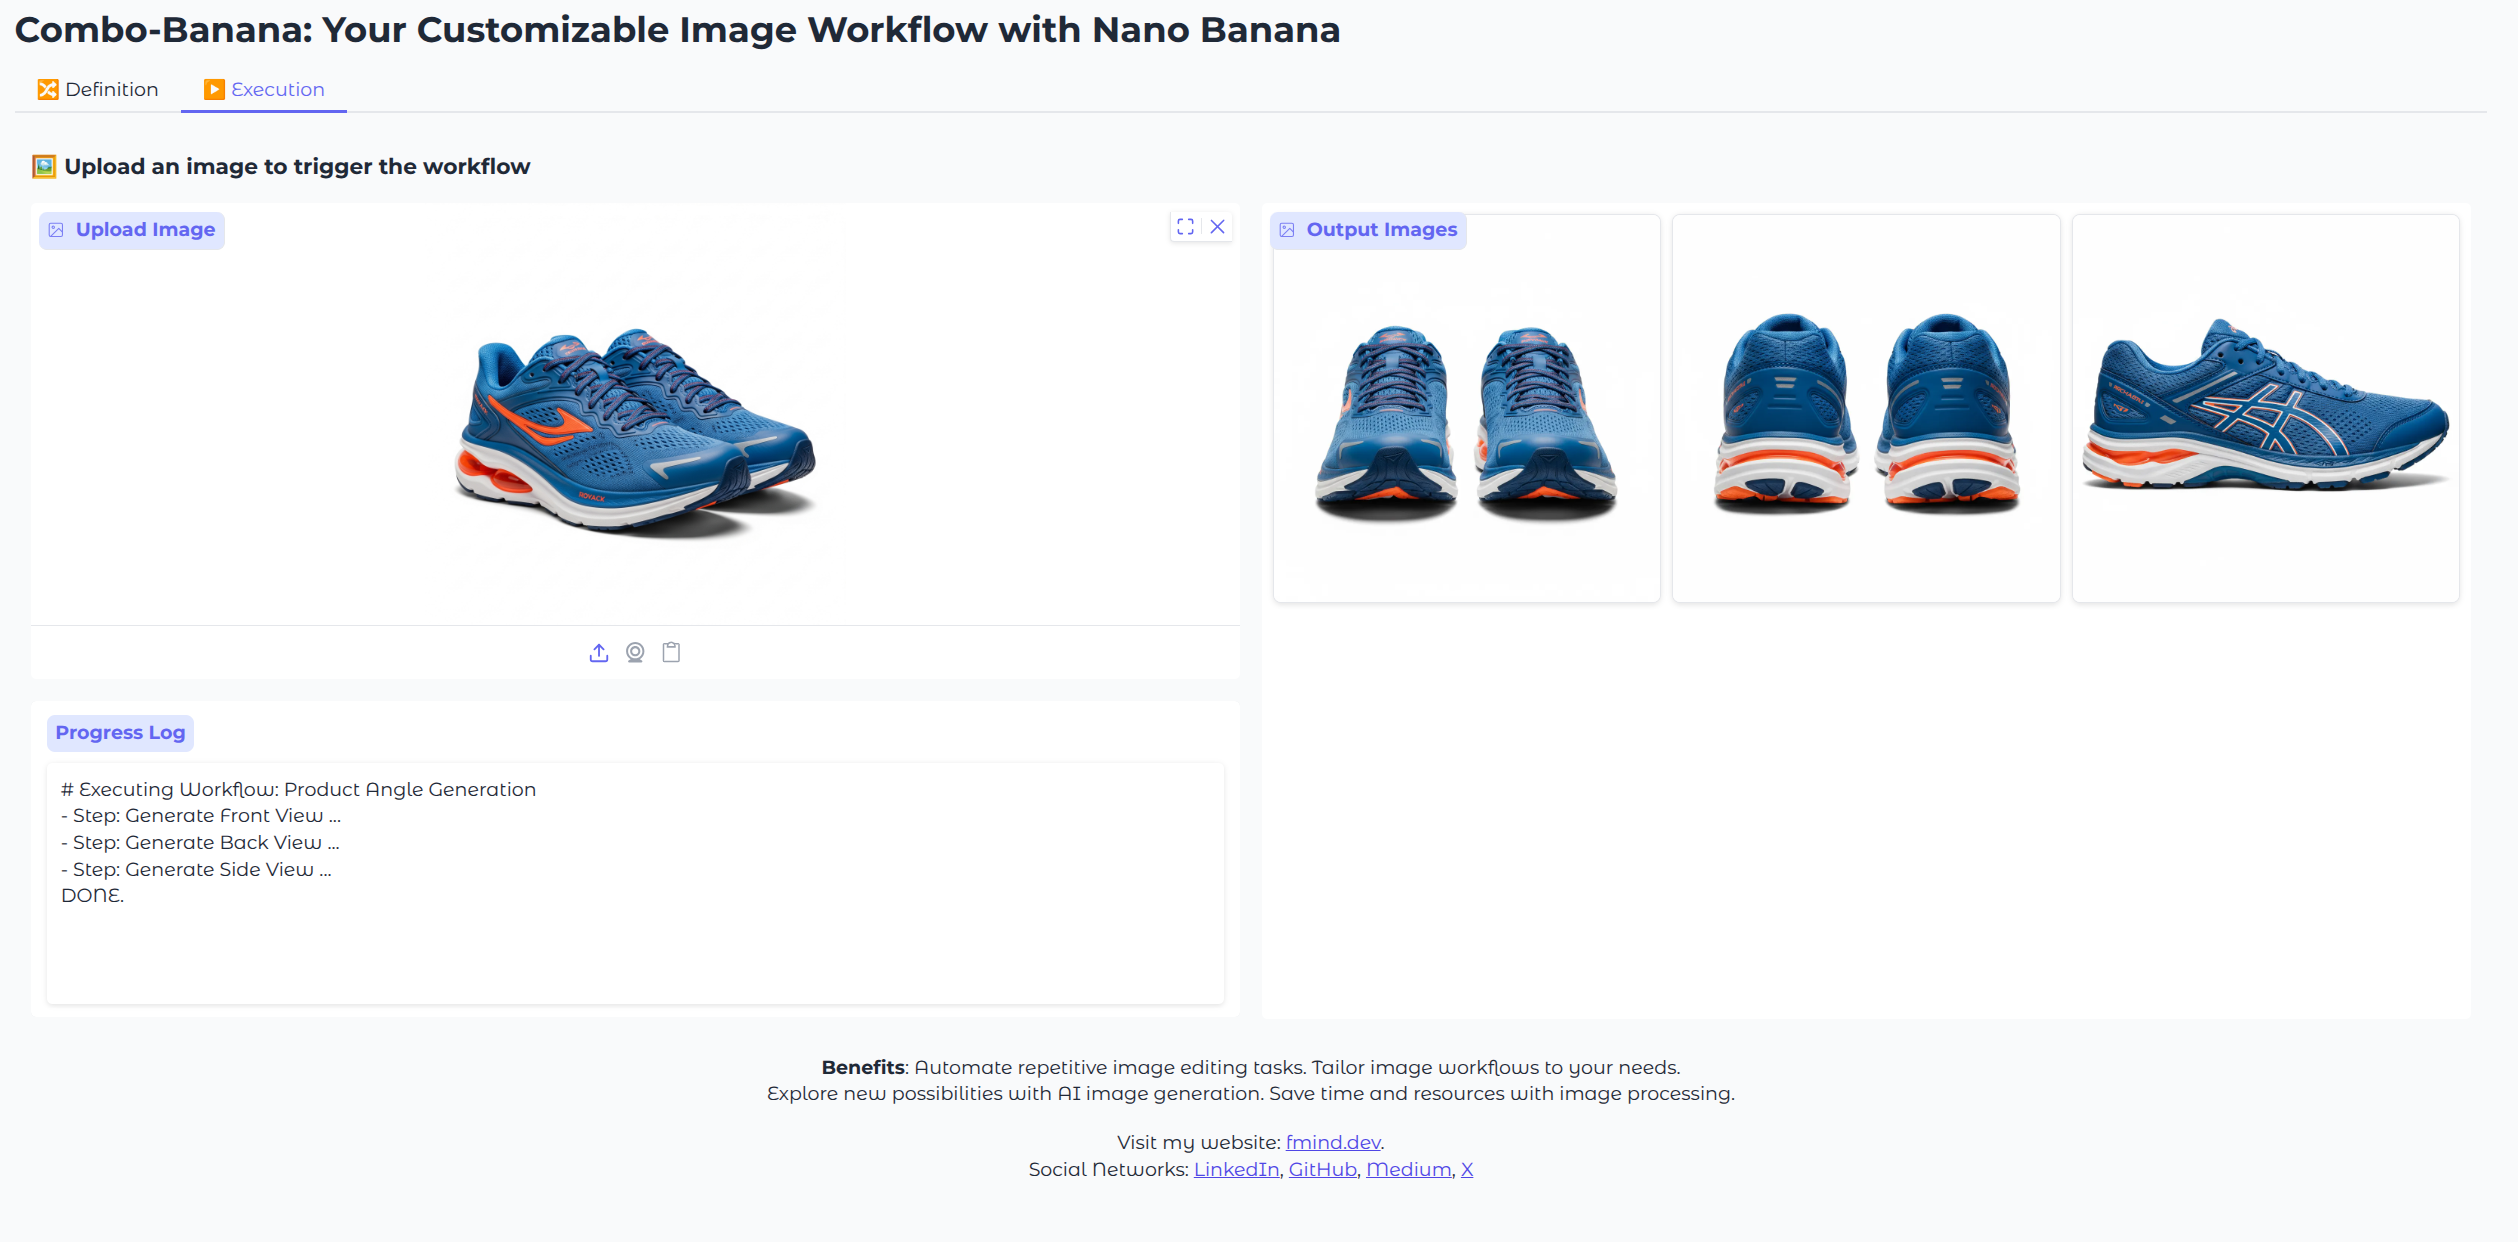 Combo-Banana: Your Customizable Image Workflow with Nano Banana
Definition
Execution
Upload an image to trigger the workflow
Upload Image
Output Images
Progress Log
# Executing Workflow: Product Angle Generation
- Step: Generate Front View ...
- Step: Generate Back View ...
- Step: Generate Side View ...
DONE.
Benefits: Automate repetitive image editing tasks. Tailor image workflows to your needs.
Explore new possibilities with AI image generation. Save time and resources with image processing.
Visit my website: fmind.dev.
Social Networks: LinkedIn, GitHub, Medium, X